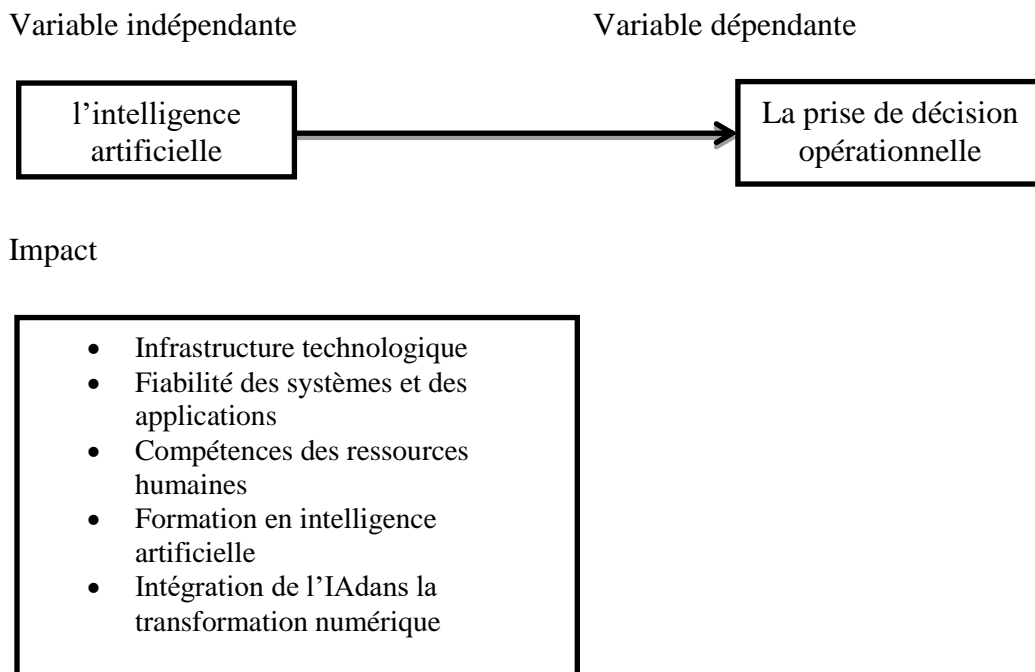 Variable indépendante
Variable dépendante
l’intelligence
artificielle
La prise de décision
opérationnelle
Impact
• Infrastructure technologique
• Fiabilité des systèmes et des
applications
• Compétences des ressources
humaines
• Formation en intelligence
artificielle
• Intégration de l’IAdans la
transformation numérique